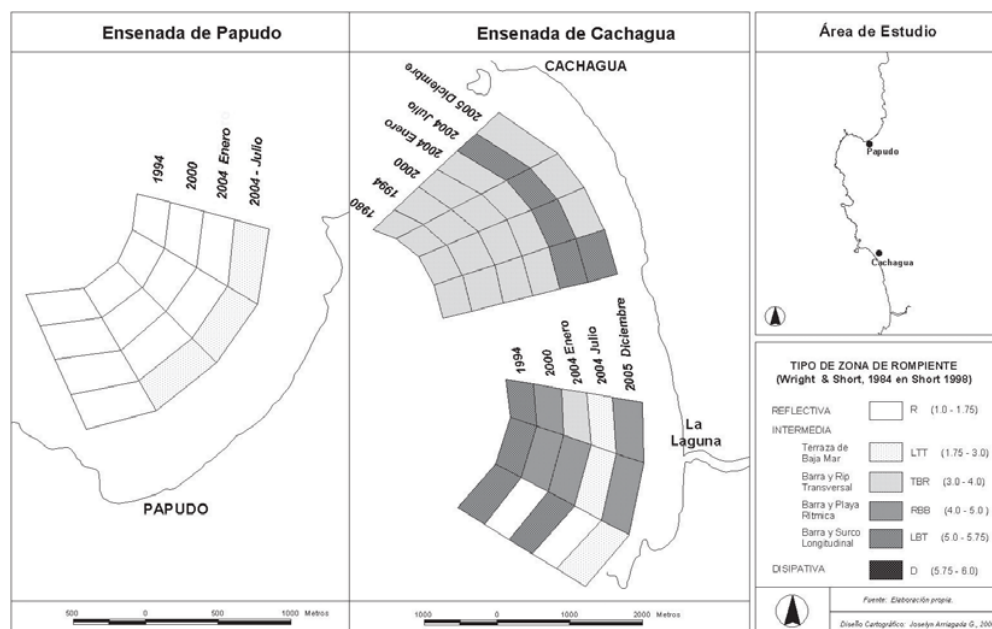 Ensenada de Papudo
1994
2000
2004 Enero
2004 - Julio
PAPUDO
500 0 500 1000 Metros
Ensenada de Cachagua
CACHAGUA
2005 Diciembre
2004 Julio
2004 Enero
2000
1994
1980
1994
2000
2004 Enero
2004 Julio
2005 Diciembre
La
Laguna
1000 0 1000 2000 Metros
Área de Estudio
Papudo
Cachagua
TIPO DE ZONA DE ROMPIENTE
(Wright & Short, 1984 en Short 1998)
REFLECTIVA R (1.0 - 1.75)
INTERMEDIA
Terraza de
Baja Mar LTT (1.75 - 3.0)
Barra y Rip
Transversal TBR (3.0 - 4.0)
Barra y Playa
Rítmica RBB (4.0 - 5.0)
Barra y Surco
Longitudinal LBT (5.0 - 5.75)
DISIPATIVA D (5.75 - 6.0)
Fuente: Elaboración propia.
Diseño Cartográfico: Joselyn Arriagada G., 200